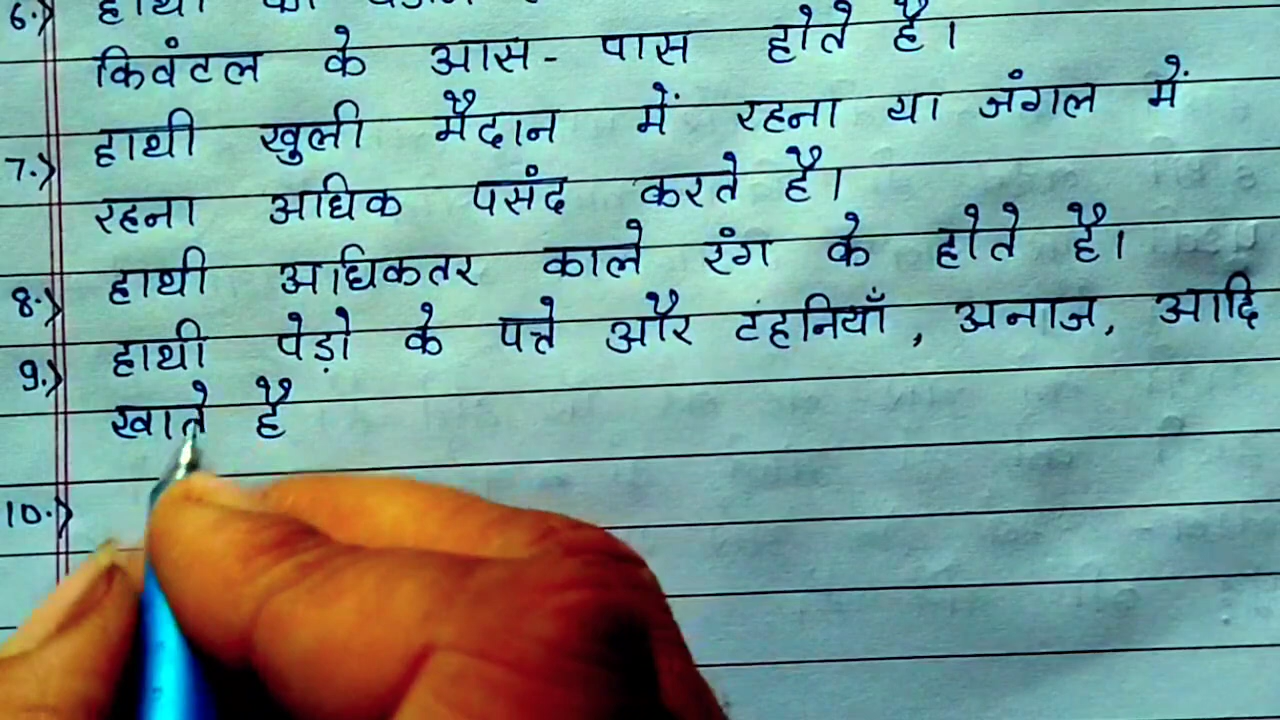 6.) हाथी का वजन
किवंटल के आस-पास होते है।
7.) हाथी खुली मैदान में रहना या जंगल में
रहना अधिक पसंद करते है।
8.) हाथी अधिकतर काले रंग के होते है।
9.) हाथी पेड़ो के पत्ते और टहनियाँ, अनाज, आदि
खाते है
10.)